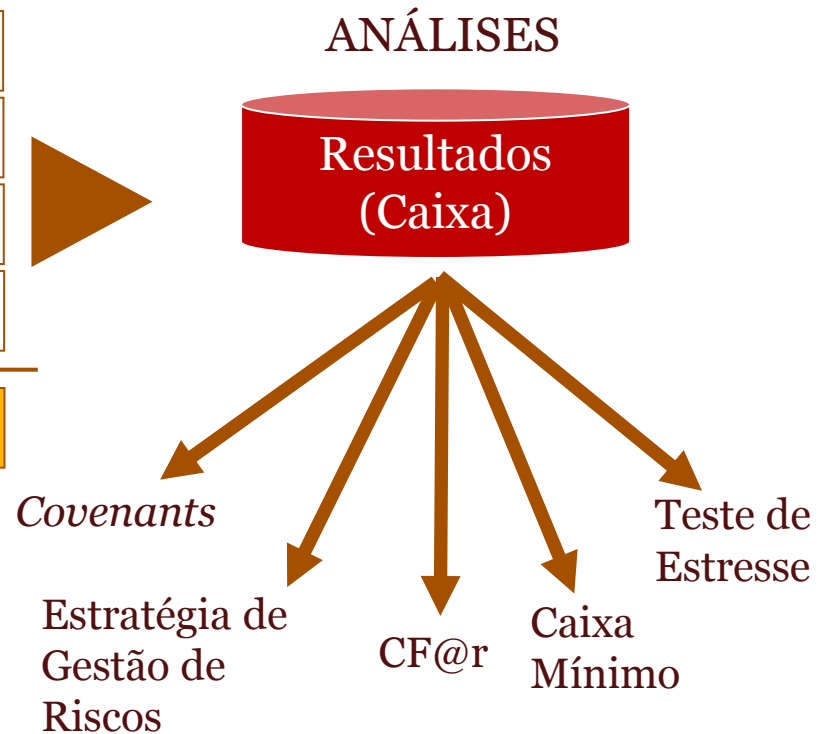 ANÁLISES
Resultados
(Caixa)
Covenants
Estratégia de
Gestão de
Riscos
CF@r
Caixa
Mínimo
Teste de
Estresse